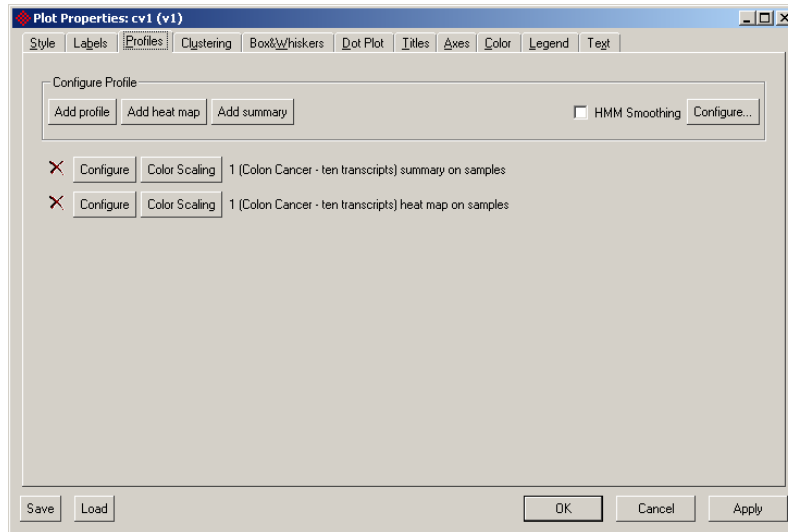 Plot Properties: cv1 (v1)
Style Labels Profiles Clustering Box&Whiskers Dot Plot Titles Axes Color Legend Text
Configure Profile
Add profile Add heat map Add summary HMM Smoothing Configure...
Configure Color Scaling 1 (Colon Cancer - ten transcripts) summary on samples
Configure Color Scaling 1 (Colon Cancer - ten transcripts) heat map on samples
Save Load OK Cancel Apply